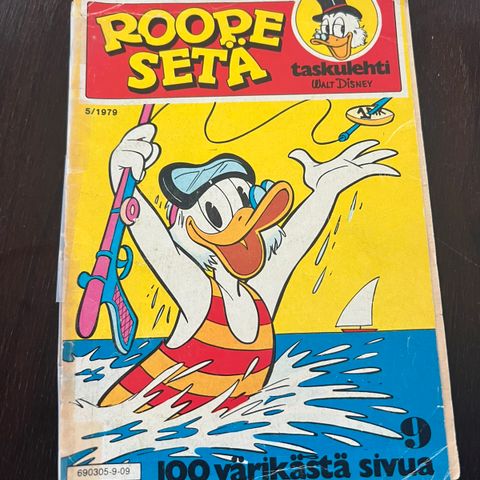 ROOPE
SETÄ
taskulehti
WALT DISNEY
5/1979
9
100 värikästä sivua
690305-9-09